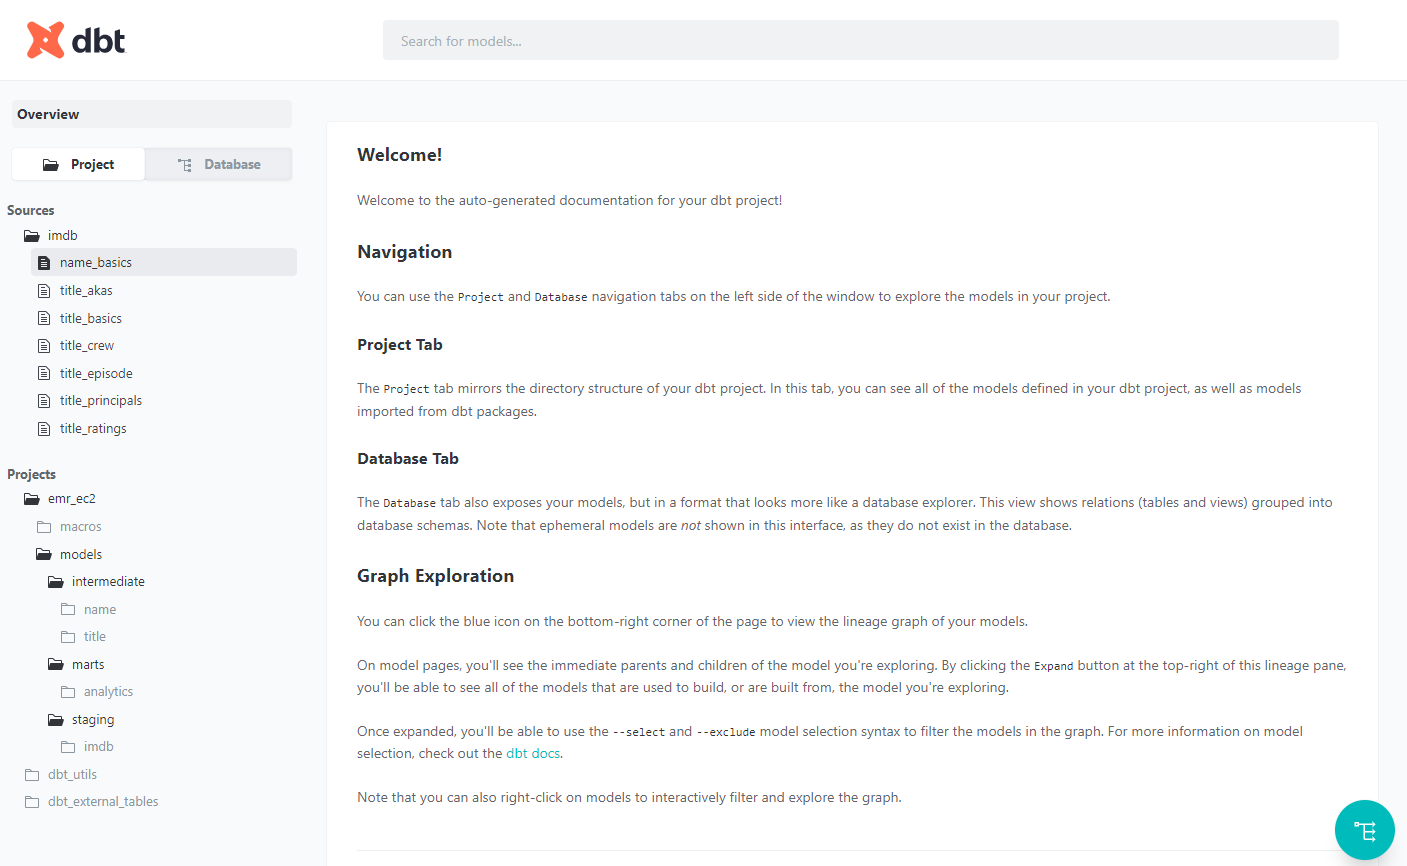 dbt
Search for models...
Overview
Project
Database
Sources
imdb
name_basics
title_akas
title_basics
title_crew
title_episode
title_principals
title_ratings
Projects
emr_ec2
macros
models
intermediate
name
title
marts
analytics
staging
imdb
dbt_utils
dbt_external_tables
Welcome!
Welcome to the auto-generated documentation for your dbt project!
Navigation
You can use the Project and Database navigation tabs on the left side of the window to explore the models in your project.
Project Tab
The Project tab mirrors the directory structure of your dbt project. In this tab, you can see all of the models defined in your dbt project, as well as models
imported from dbt packages.
Database Tab
The Database tab also exposes your models, but in a format that looks more like a database explorer. This view shows relations (tables and views) grouped into
database schemas. Note that ephemeral models are not shown in this interface, as they do not exist in the database.
Graph Exploration
You can click the blue icon on the bottom-right corner of the page to view the lineage graph of your models.
On model pages, you'll see the immediate parents and children of the model you're exploring. By clicking the Expand button at the top-right of this lineage pane,
you'll be able to see all of the models that are used to build, or are built from, the model you're exploring.
Once expanded, you'll be able to use the --select and --exclude model selection syntax to filter the models in the graph. For more information on model
selection, check out the dbt docs.
Note that you can also right-click on models to interactively filter and explore the graph.